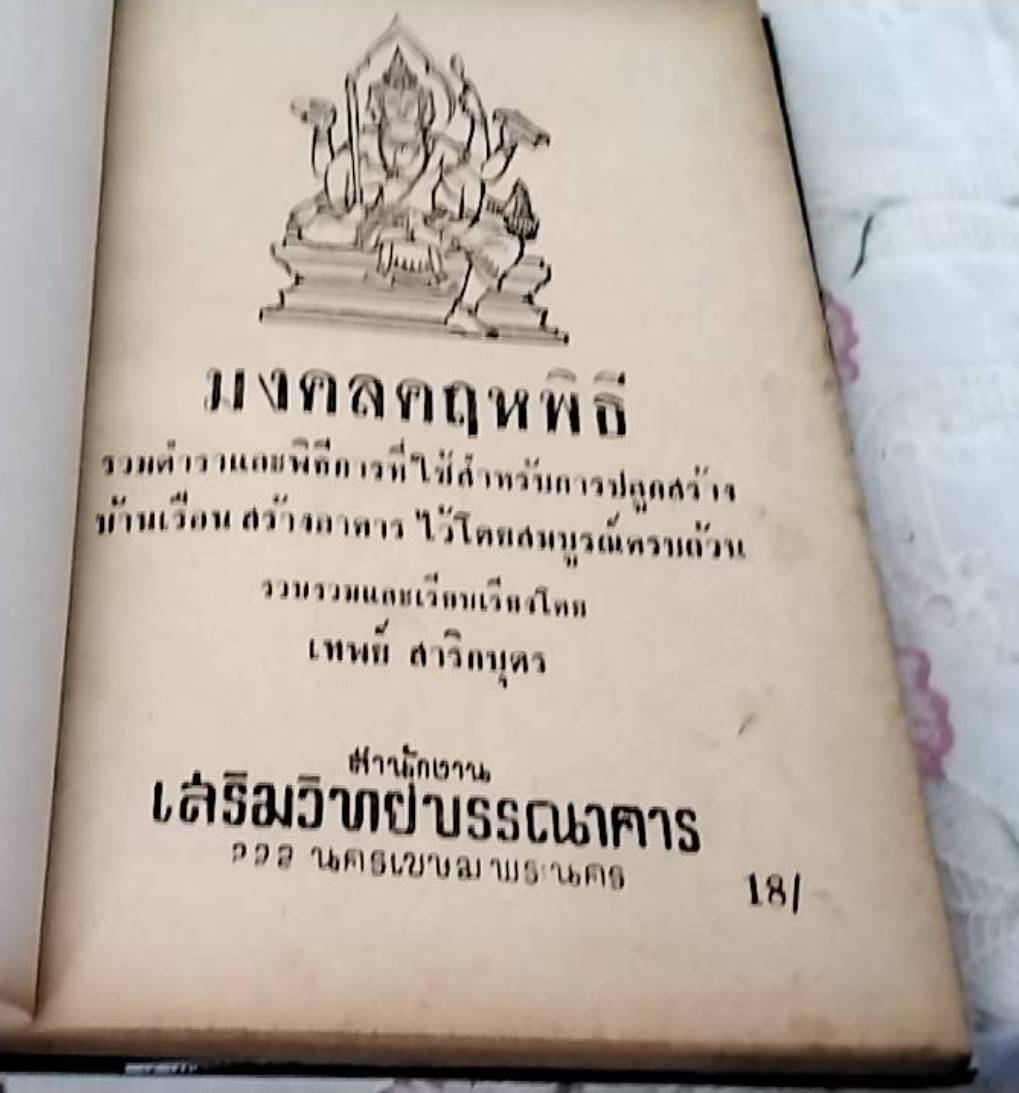 มงคลคฤหพิธี
รวมตำราและพิธีการที่ใช้สำหรับการปลูกสร้าง
บ้านเรือน สร้างอาคาร ไว้โดยสมบูรณ์ครบถ้วน
รวบรวมและเรียบเรียงโดย
เทพย์ สาริกบุตร
สำนักงาน
เสริมวิทย์บรรณาคาร
นครเขษม พระนคร
18/